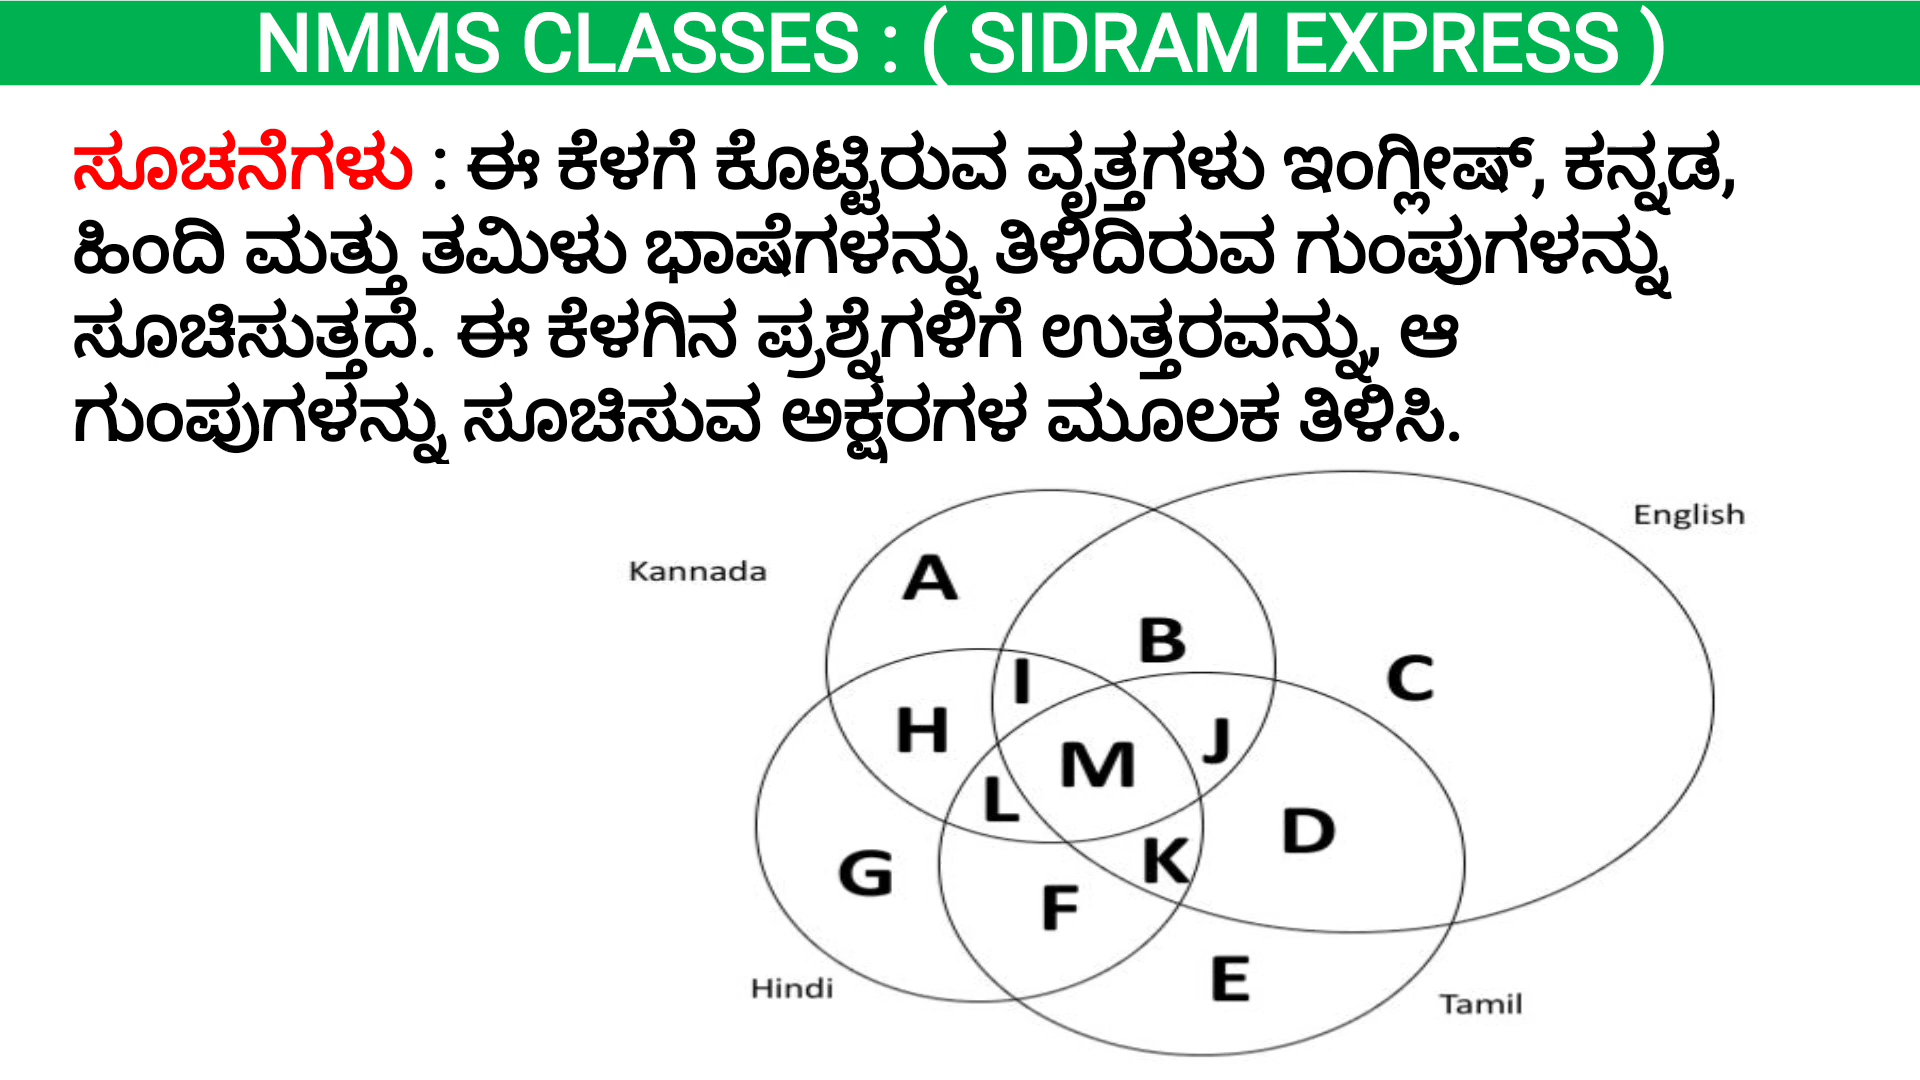 NMMS CLASSES : ( SIDRAM EXPRESS )
ಸೂಚನೆಗಳು : ಈ ಕೆಳಗೆ ಕೊಟ್ಟಿರುವ ವೃತ್ತಗಳು ಇಂಗ್ಲೀಷ್, ಕನ್ನಡ,
ಹಿಂದಿ ಮತ್ತು ತಮಿಳು ಭಾಷೆಗಳನ್ನು ತಿಳಿದಿರುವ ಗುಂಪುಗಳನ್ನು
ಸೂಚಿಸುತ್ತದೆ. ಈ ಕೆಳಗಿನ ಪ್ರಶ್ನೆಗಳಿಗೆ ಉತ್ತರವನ್ನು, ಆ
ಗುಂಪುಗಳನ್ನು ಸೂಚಿಸುವ ಅಕ್ಷರಗಳ ಮೂಲಕ ತಿಳಿಸಿ.
English
Kannada
A
B
I
C
H
J
M
L
D
K
G
F
E
Hindi
Tamil